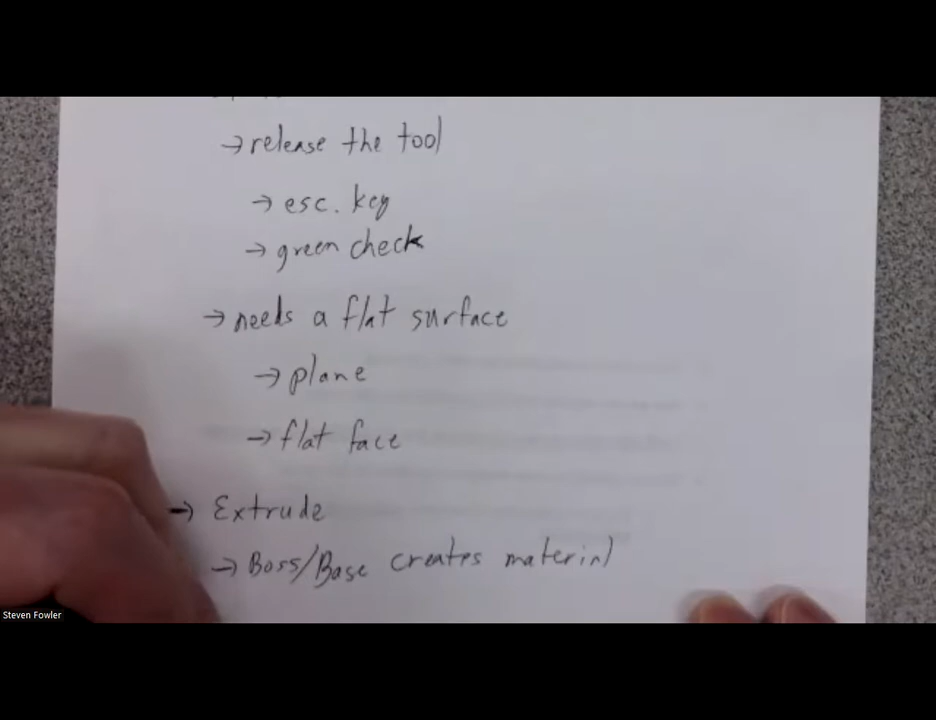 → release the tool
→ esc. key
→ green check
→ needs a flat surface
→ plane
→ flat face
→ Extrude
→ Boss/Base creates material
Steven Fowler